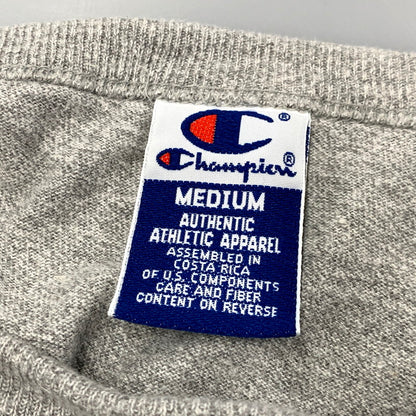 C®
Champion®
MEDIUM
AUTHENTIC
ATHLETIC APPAREL
ASSEMBLED IN
COSTA RICA
OF U.S. COMPONENTS
CARE AND FIBER
CONTENT ON REVERSE